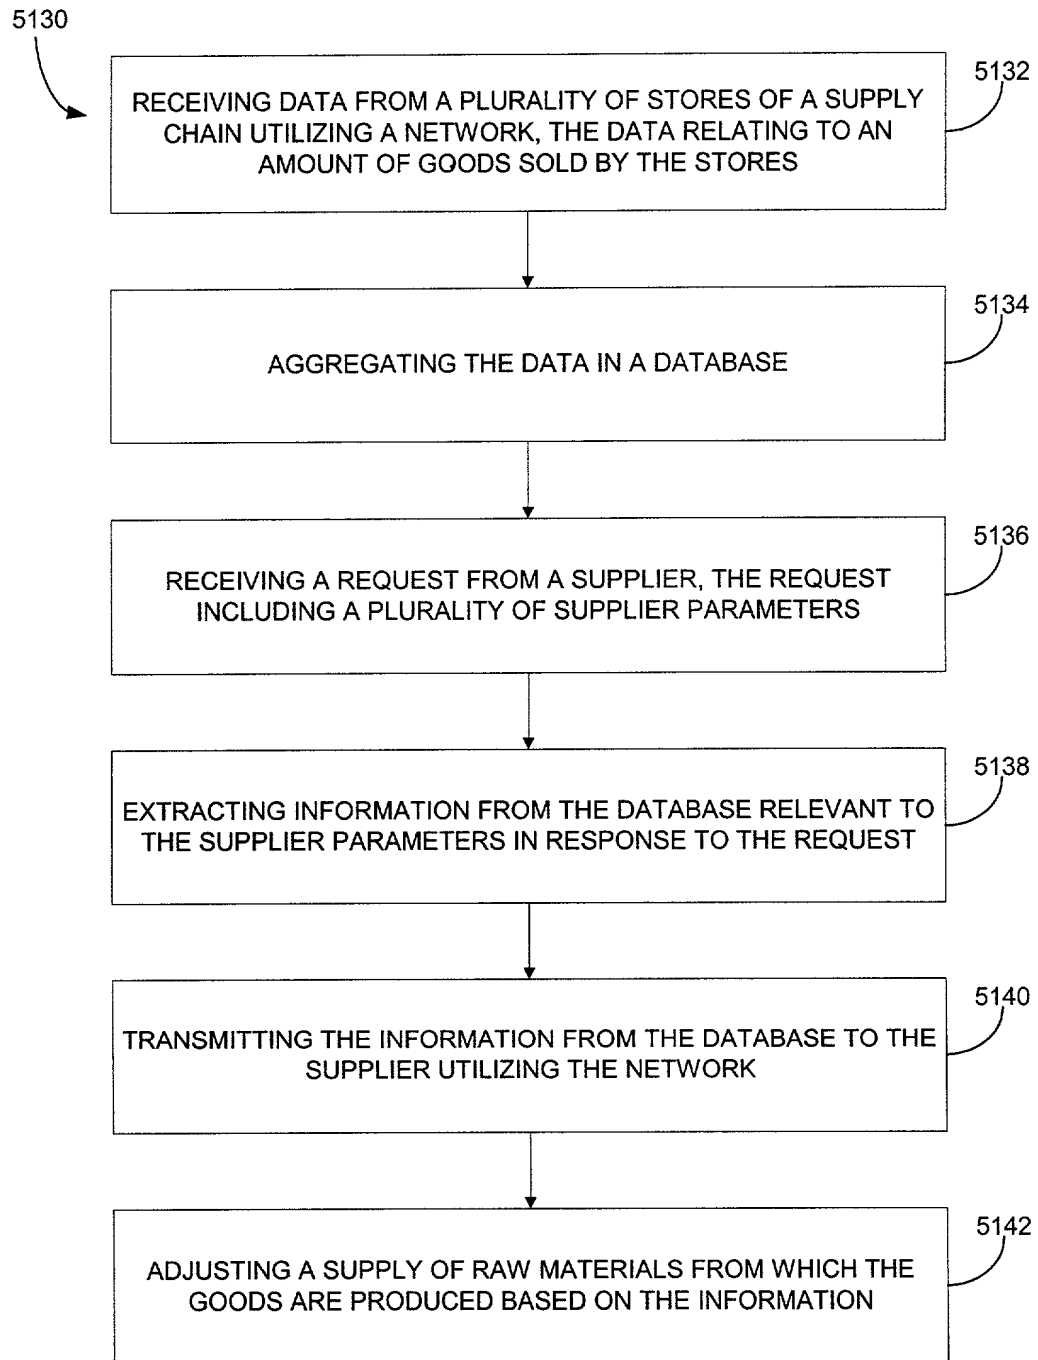 5130
5132
RECEIVING DATA FROM A PLURALITY OF STORES OF A SUPPLY
CHAIN UTILIZING A NETWORK, THE DATA RELATING TO AN
AMOUNT OF GOODS SOLD BY THE STORES
5134
AGGREGATING THE DATA IN A DATABASE
5136
RECEIVING A REQUEST FROM A SUPPLIER, THE REQUEST
INCLUDING A PLURALITY OF SUPPLIER PARAMETERS
5138
EXTRACTING INFORMATION FROM THE DATABASE RELEVANT TO
THE SUPPLIER PARAMETERS IN RESPONSE TO THE REQUEST
5140
TRANSMITTING THE INFORMATION FROM THE DATABASE TO THE
SUPPLIER UTILIZING THE NETWORK
5142
ADJUSTING A SUPPLY OF RAW MATERIALS FROM WHICH THE
GOODS ARE PRODUCED BASED ON THE INFORMATION